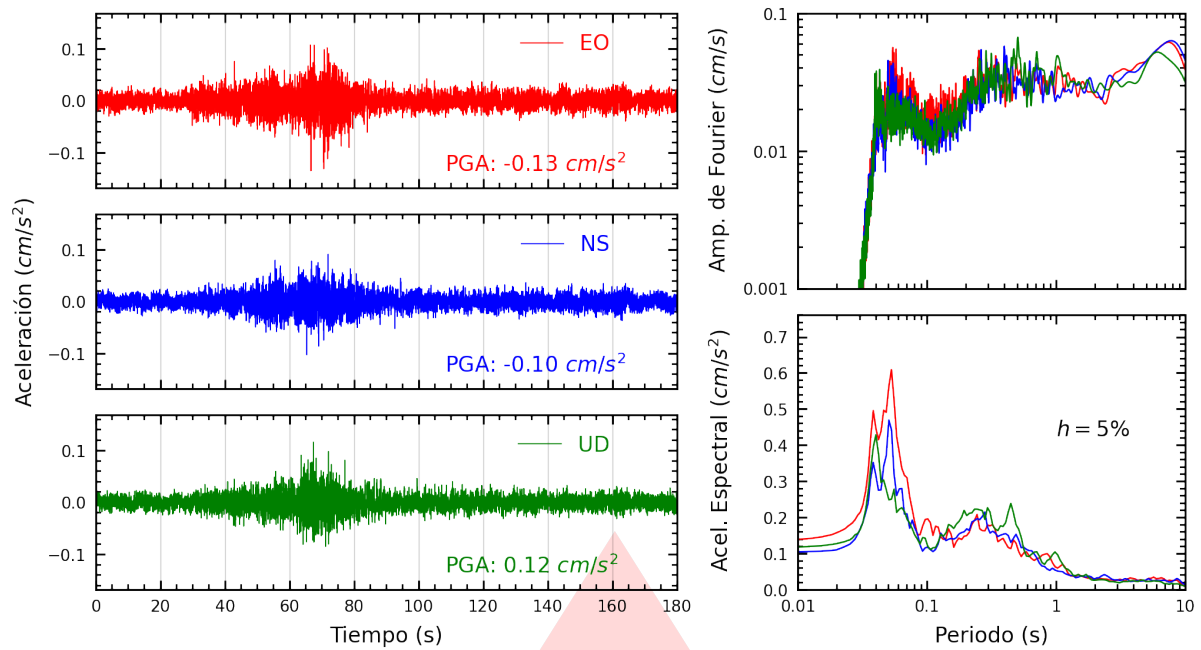 Aceleración (cm/s²)
0.1
0.0
−0.1
EO
PGA: -0.13 cm/s²
0.1
0.0
−0.1
NS
PGA: -0.10 cm/s²
0.1
0.0
−0.1
UD
PGA: 0.12 cm/s²
0 20 40 60 80 100 120 140 160 180
Tiempo (s)
Amp. de Fourier (cm/s)
0.1
0.01
0.001
Acel. Espectral (cm/s²)
0.7
0.6
0.5
0.4
0.3
0.2
0.1
0.0
h = 5%
0.01 0.1 1 10
Periodo (s)